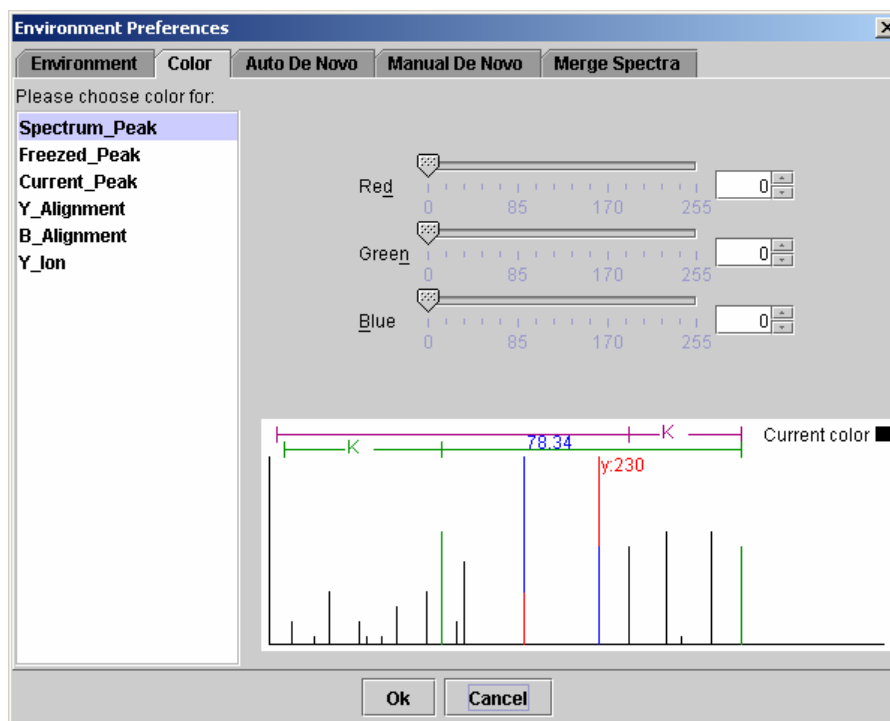 Environment Preferences
Environment Color Auto De Novo Manual De Novo Merge Spectra
Please choose color for:
Spectrum_Peak
Freezed_Peak
Current_Peak
Y_Alignment
B_Alignment
Y_Ion
Red 0
0 85 170 255
Green 0
0 85 170 255
Blue 0
0 85 170 255
K Current color
K 78.34
y:230
Ok Cancel